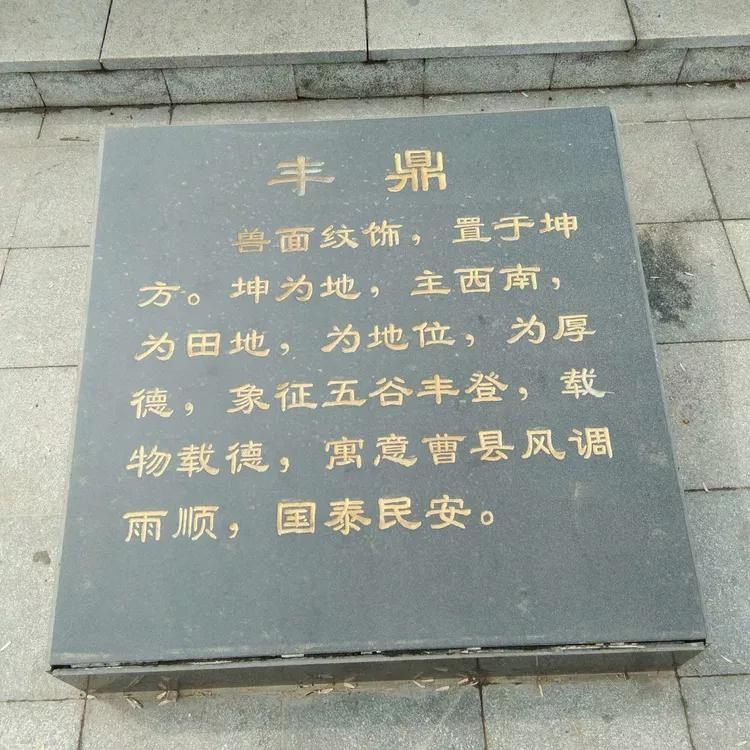 丰鼎
兽面纹饰，置于坤
方。坤为地，主西南，
为田地，为地位，为厚
德，象征五谷丰登，载
物载德，寓意曹县风调
雨顺，国泰民安。